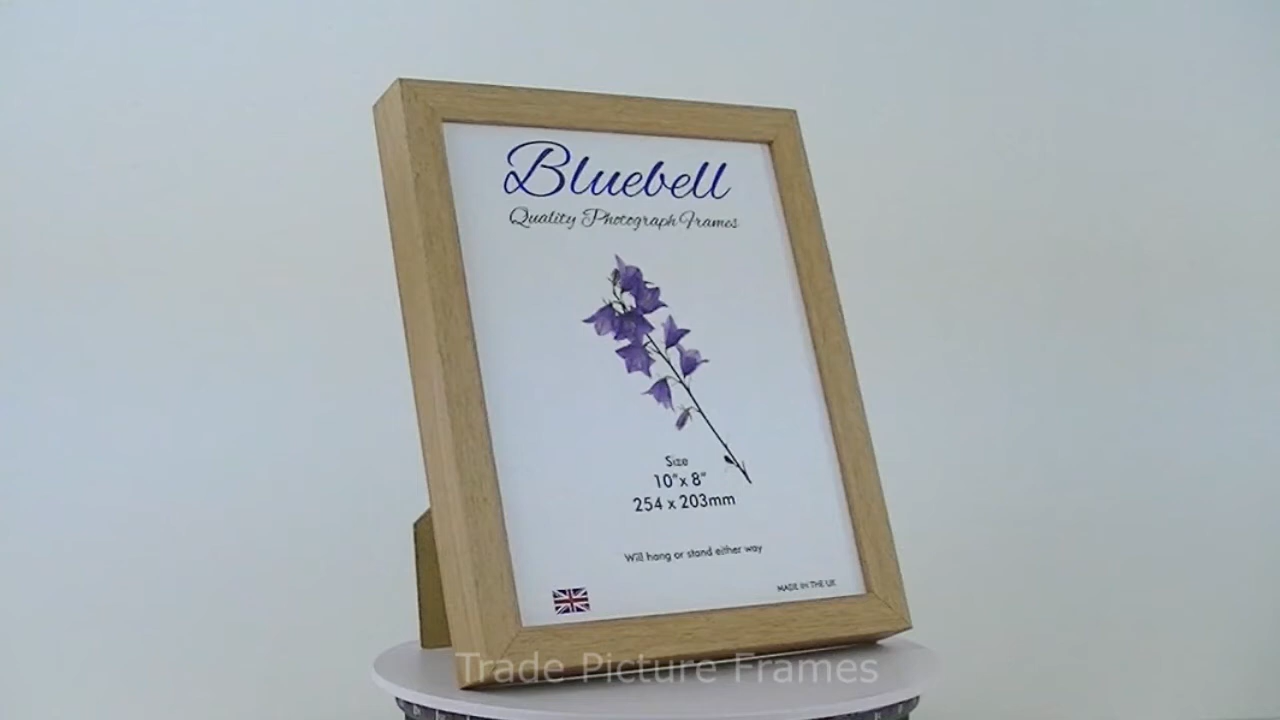 Bluebell
Quality Photograph Frames
Size
10"x 8"
254 x 203mm
Will hang or stand either way
MADE IN THE UK
Trade Picture Frames